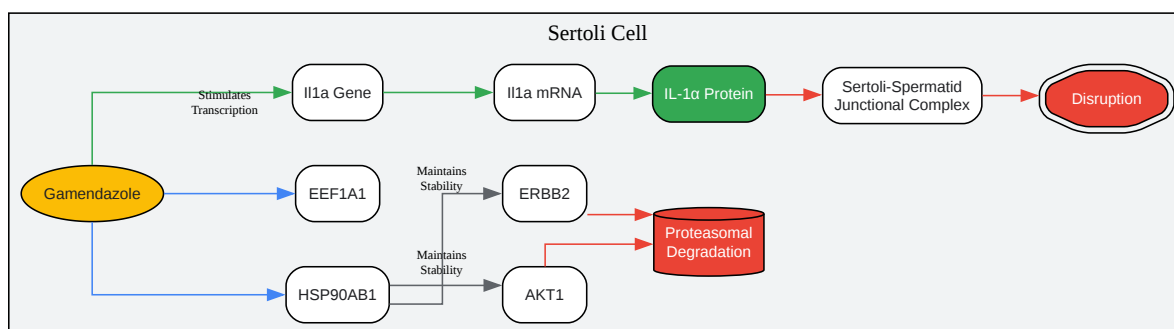 Sertoli Cell
Stimulates
Transcription
Il1a Gene
Il1a mRNA
IL-1α Protein
Sertoli-Spermatid
Junctional Complex
Disruption
Gamendazole
EEF1A1
Maintains
Stability
ERBB2
Proteasomal
Degradation
HSP90AB1
Maintains
Stability
AKT1